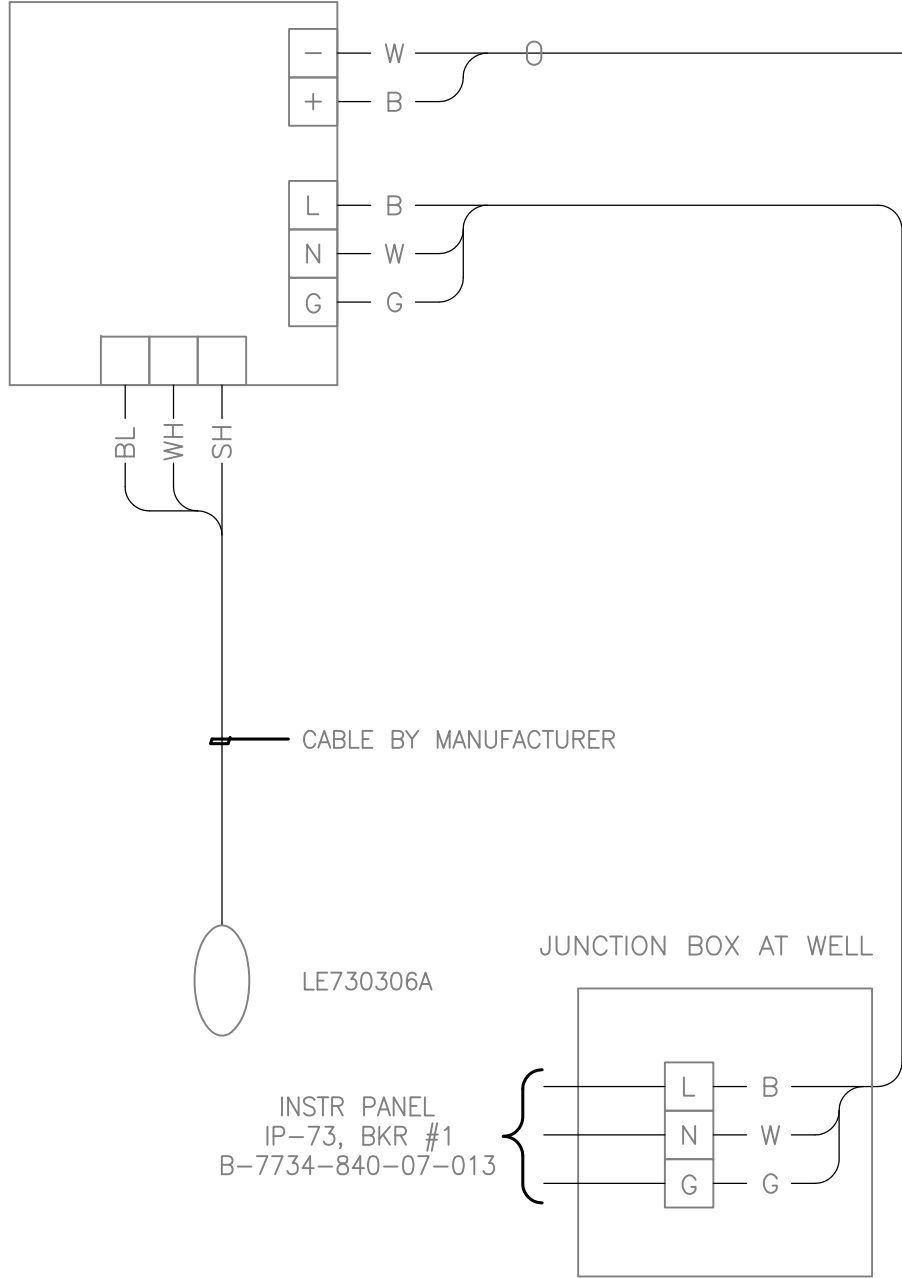 − W
+ B
L B
N W
G G
BL WH SH
CABLE BY MANUFACTURER
JUNCTION BOX AT WELL
LE730306A
INSTR PANEL
IP−73, BKR #1
B−7734−840−07−013
L B
N W
G G